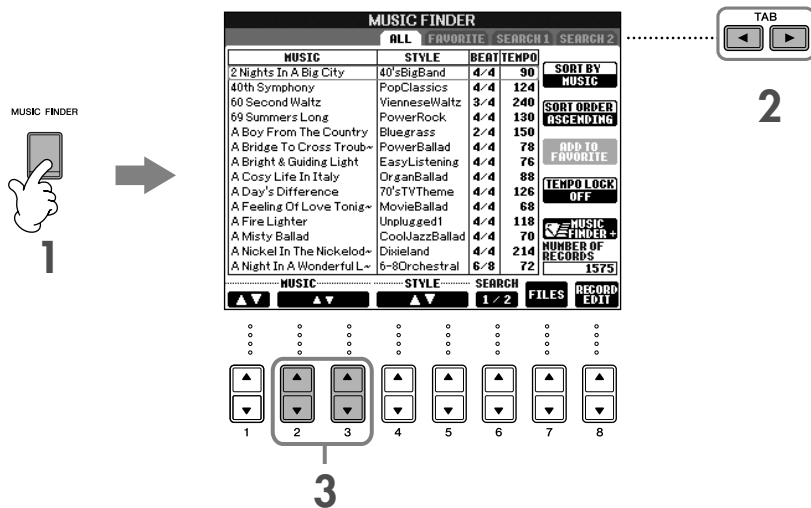 MUSIC FINDER
ALL FAVORITE SEARCH 1 SEARCH 2
MUSIC STYLE BEAT TEMPO
2 Nights In A Big City 40'sBigBand 4/4 90
40th Symphony PopClassics 4/4 124
60 Second Waltz VienneseWaltz 3/4 240
69 Summers Long PowerRock 4/4 130
A Boy From The Country Bluegrass 2/4 150
A Bridge To Cross Troub~ PowerBallad 4/4 78
A Bright & Guiding Light EasyListening 4/4 76
A Cosy Life In Italy OrganBallad 4/4 88
A Day's Difference 70'sTVTheme 4/4 126
A Feeling Of Love Tonig~ MovieBallad 4/4 68
A Fire Lighter Unplugged1 4/4 118
A Misty Ballad CoolJazzBallad 4/4 70
A Nickel In The Nickelod~ Dixieland 4/4 214
A Night In A Wonderful L~ 6-8Orchestral 6/8 72
SORT BY
MUSIC
SORT ORDER
ASCENDING
ADD TO
FAVORITE
TEMPO LOCK
OFF
MUSIC
FINDER+
NUMBER OF
RECORDS
1575
MUSIC STYLE SEARCH
1/2 FILES RECORD
EDIT
TAB
2
MUSIC FINDER
1
1 2 3 4 5 6 7 8
3